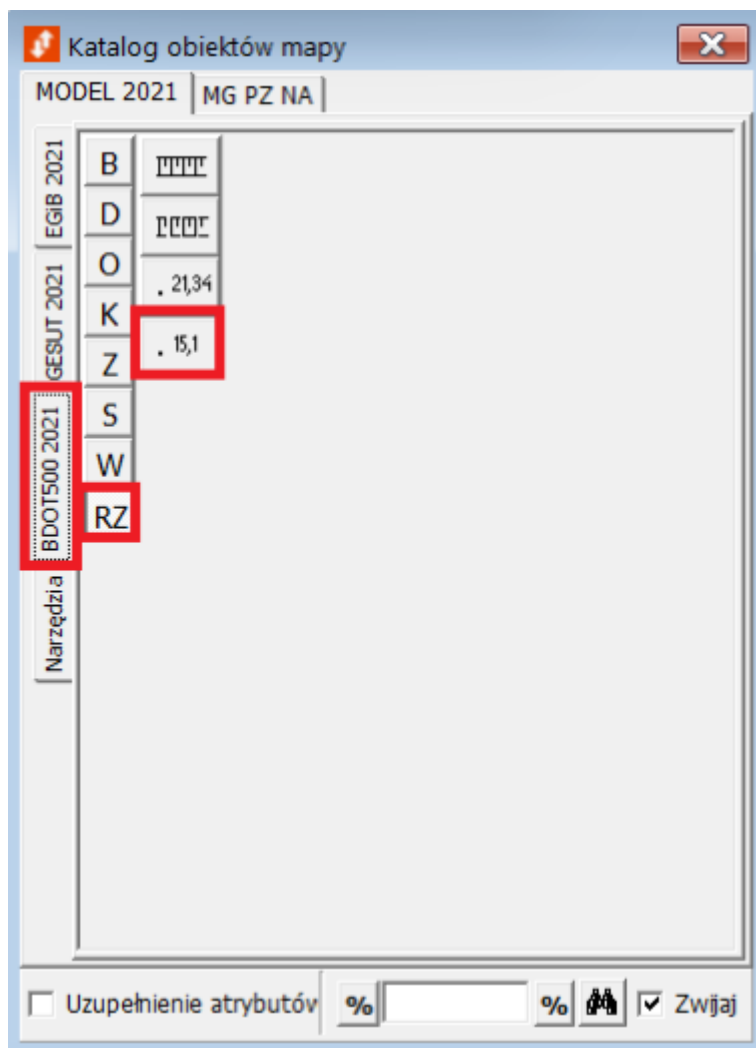 Katalog obiektów mapy
MODEL 2021
MG PZ NA
EGiB 2021
GESUT 2021
BDOT500 2021
Narzędzia
B
D
O
K
Z
S
W
RZ
. 21,34
. 15,1
Uzupełnienie atrybutów
%
%
Zwijaj